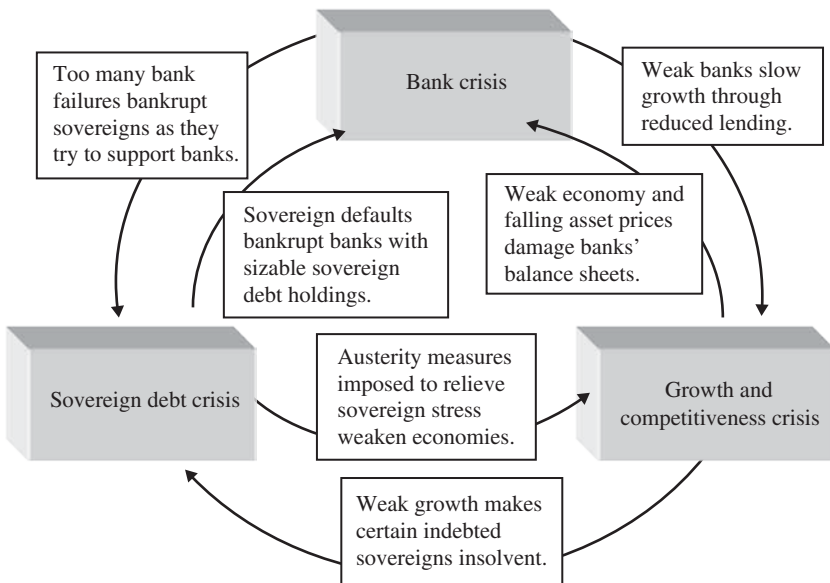 Bank crisis
Too many bank
failures bankrupt
sovereigns as they
try to support banks.
Weak banks slow
growth through
reduced lending.
Sovereign defaults
bankrupt banks with
sizable sovereign
debt holdings.
Weak economy and
falling asset prices
damage banks’
balance sheets.
Sovereign debt crisis
Austerity measures
imposed to relieve
sovereign stress
weaken economies.
Growth and
competitiveness crisis
Weak growth makes
certain indebted
sovereigns insolvent.